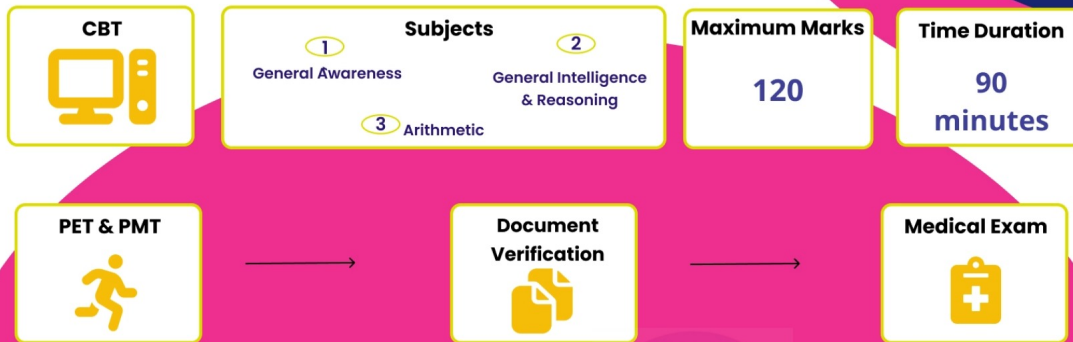 CBT
Subjects
1
General Awareness
2
General Intelligence
& Reasoning
3 Arithmetic
Maximum Marks
120
Time Duration
90
minutes
PET & PMT
Document
Verification
Medical Exam